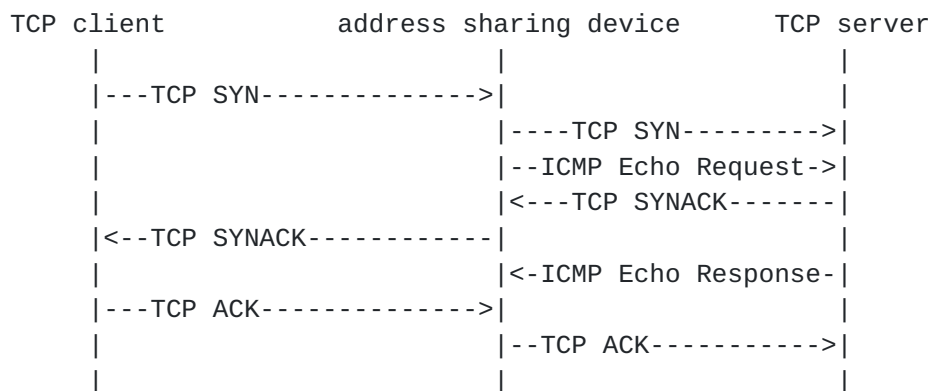 TCP client          address sharing device      TCP server
     |                       |                    |
     |---TCP SYN------------->|                    |
     |                       |----TCP SYN--------->|
     |                       |--ICMP Echo Request->|
     |                       |<---TCP SYNACK-------|
     |<--TCP SYNACK------------|                    |
     |                       |<-ICMP Echo Response-|
     |---TCP ACK------------->|                    |
     |                       |--TCP ACK----------->|
     |                       |                    |